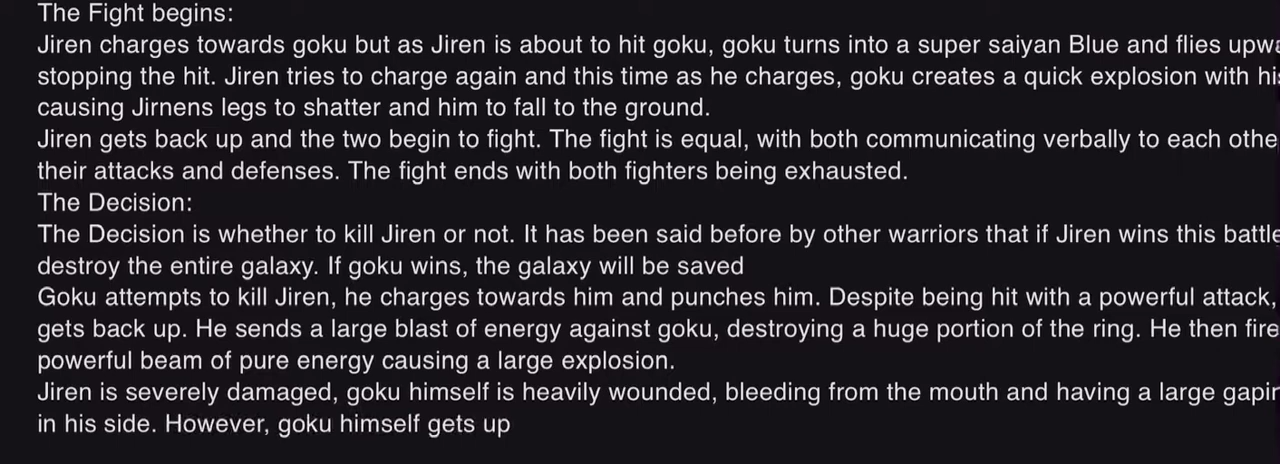 The Fight begins:
Jiren charges towards goku but as Jiren is about to hit goku, goku turns into a super saiyan Blue and flies
stopping the hit. Jiren tries to charge again and this time as he charges, goku creates a quick explosion with
causing Jirnens legs to shatter and him to fall to the ground.
Jiren gets back up and the two begin to fight. The fight is equal, with both communicating verbally to each
their attacks and defenses. The fight ends with both fighters being exhausted.
The Decision:
The Decision is whether to kill Jiren or not. It has been said before by other warriors that if Jiren wins this
destroy the entire galaxy. If goku wins, the galaxy will be saved
Goku attempts to kill Jiren, he charges towards him and punches him. Despite being hit with a powerful attack,
gets back up. He sends a large blast of energy against goku, destroying a huge portion of the ring. He then
powerful beam of pure energy causing a large explosion.
Jiren is severely damaged, goku himself is heavily wounded, bleeding from the mouth and having a large
in his side. However, goku himself gets up